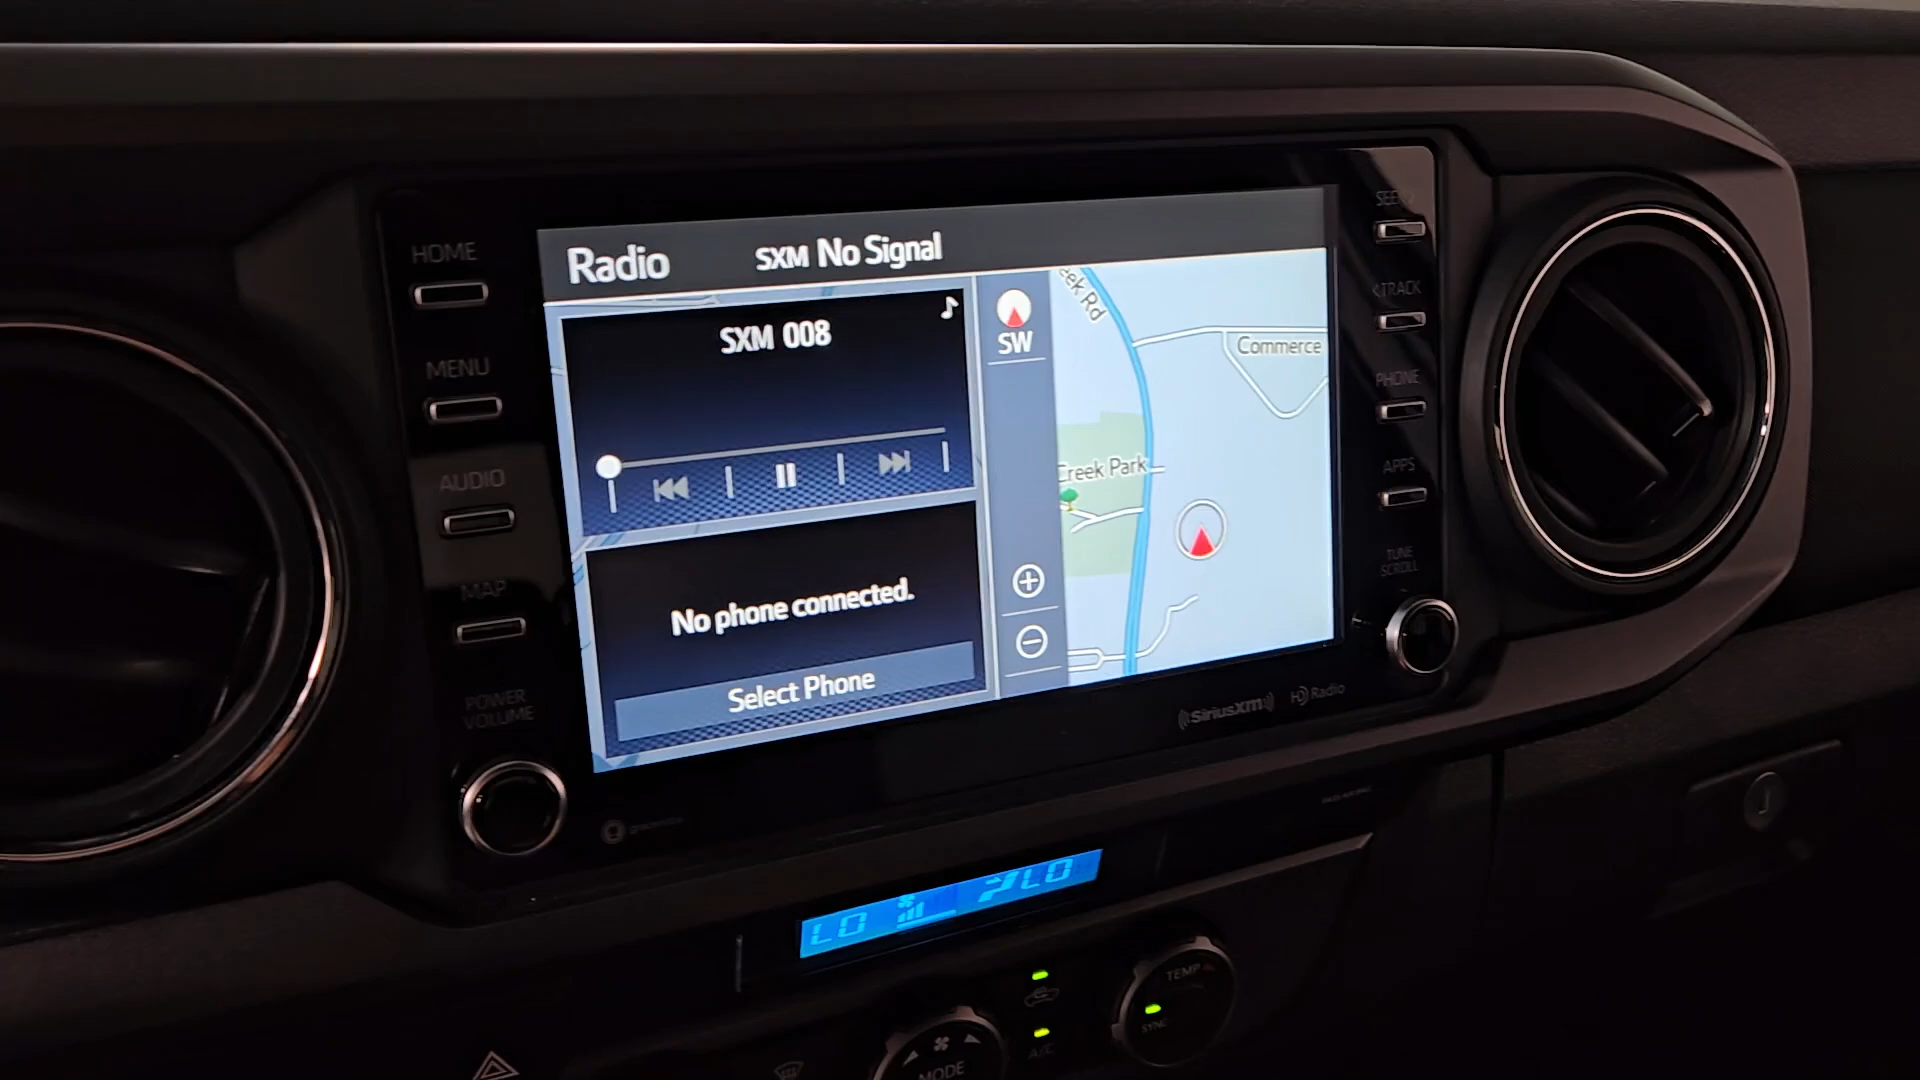 HOME
MENU
AUDIO
MAP
POWER
VOLUME
Radio
SXM No Signal
SXM 008
No phone connected.
Select Phone
SW
eek Rd
Commerce
Creek Park
SEEK
TRACK
PHONE
APPS
TUNE
SCROLL
SiriusXM
HD Radio
gracenote
LO
LO
TEMP
SYNC
A/C
MODE